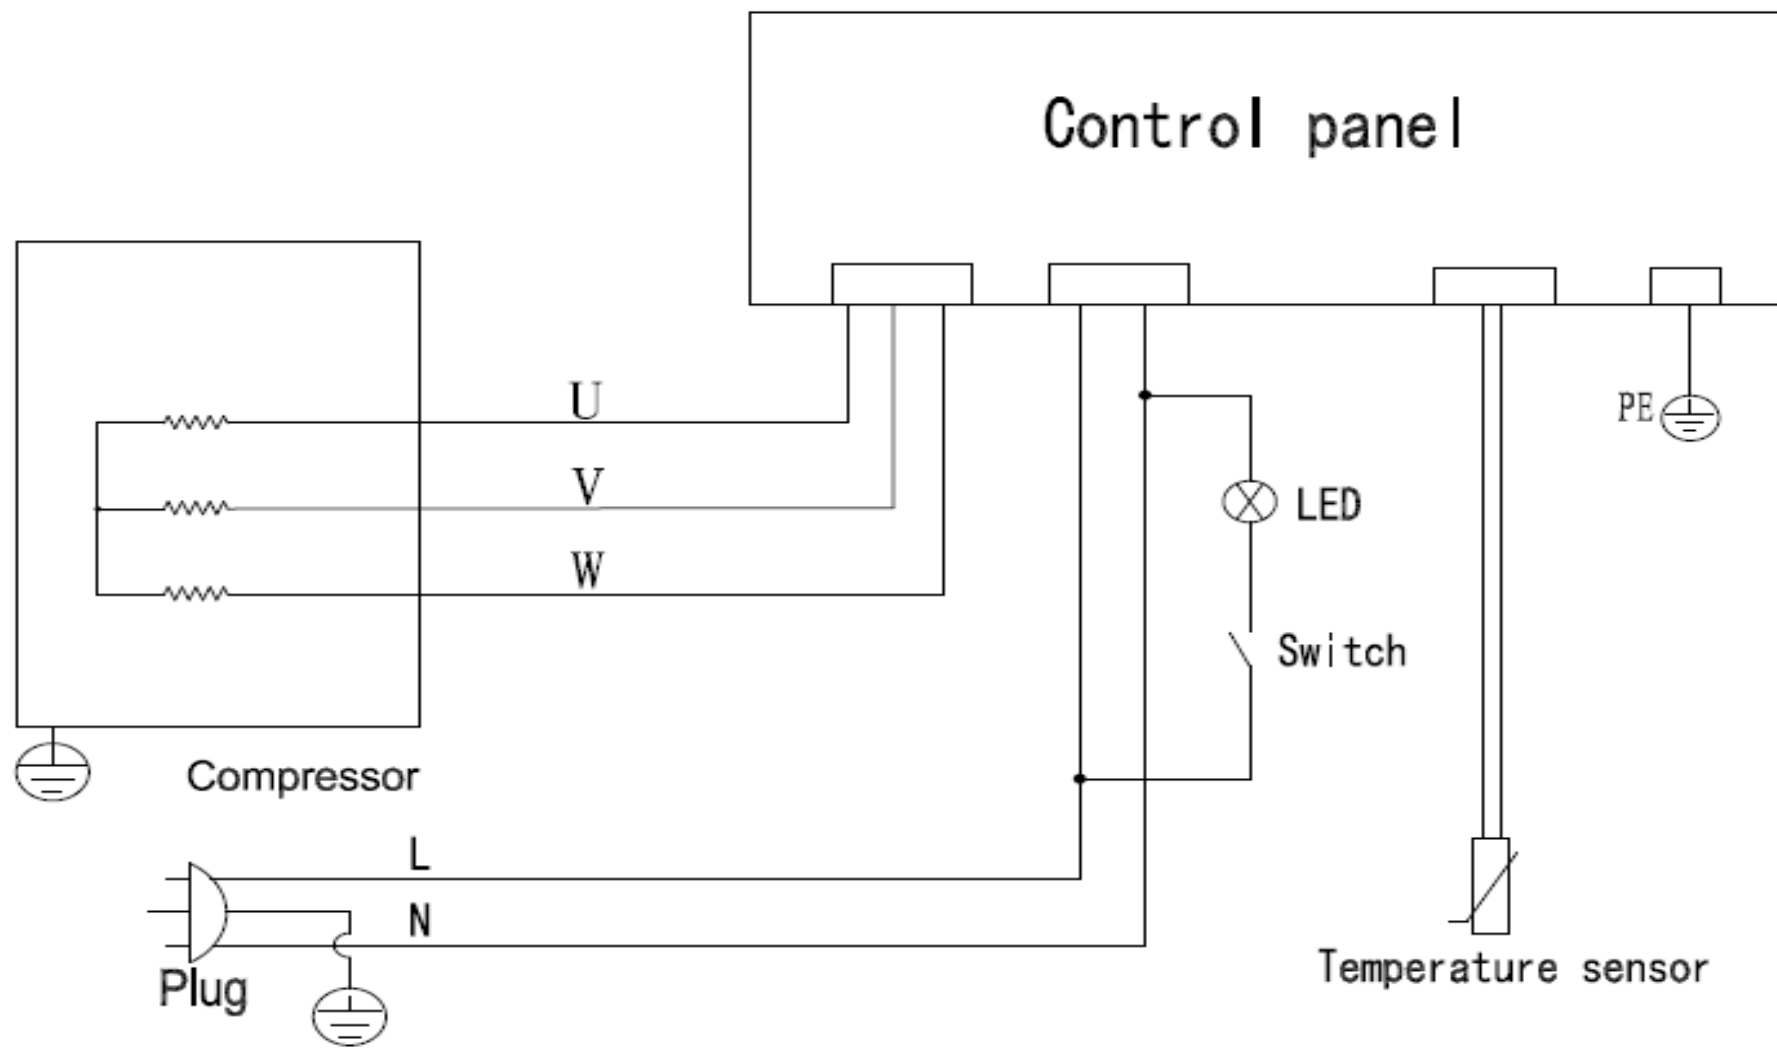 Control panel
U
V
W
PE
LED
Switch
Compressor
L
N
Plug
Temperature sensor